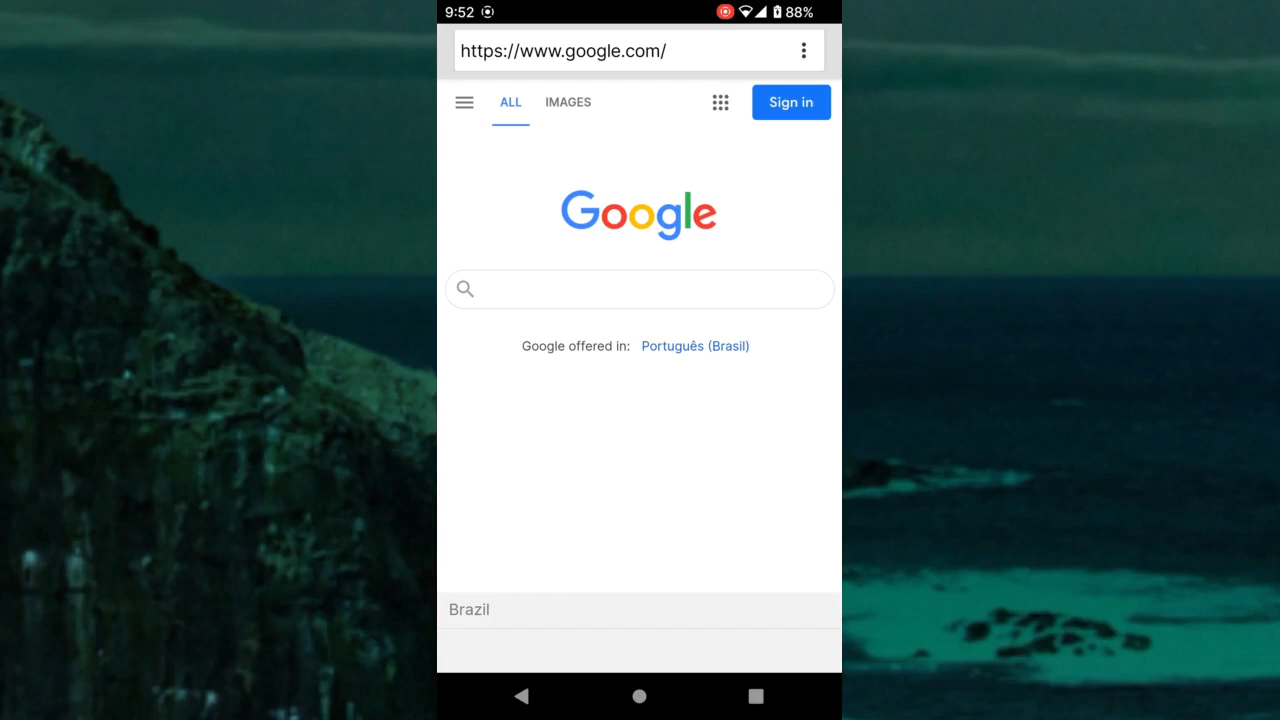 9:52 88%
https://www.google.com/
ALL IMAGES Sign in
Google
Google offered in: Português (Brasil)
Brazil